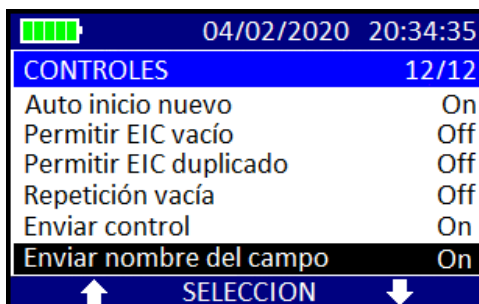 04/02/2020 20:34:35
CONTROLES 12/12
Auto inicio nuevo On
Permitir EIC vacío Off
Permitir EIC duplicado Off
Repetición vacía Off
Enviar control On
Enviar nombre del campo On
SELECCION